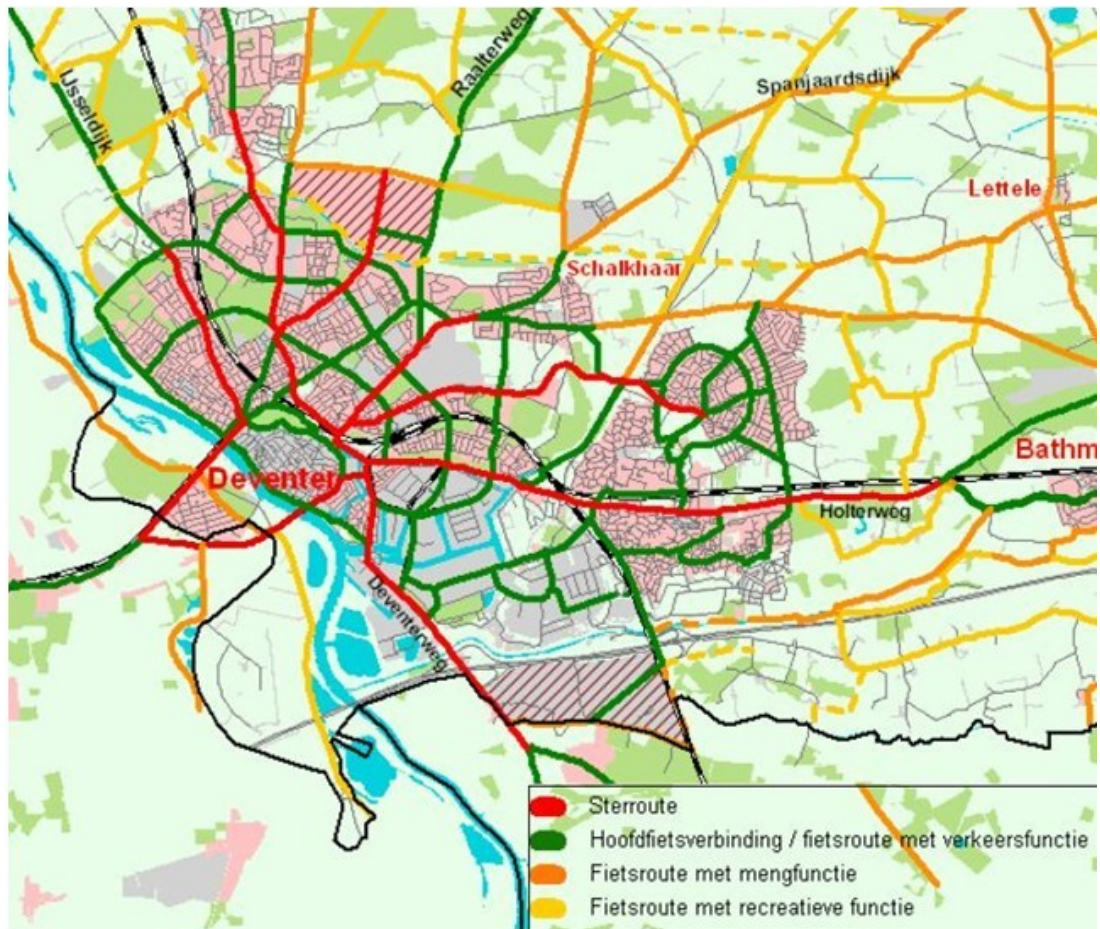 IJsseldijk
Raalterweg
Spanjaardsdijk
Lettele
Schalkhaar
Deventer
Bathm
Holterweg
Deventerweg
Sterroute
Hoofdfietsverbinding / fietsroute met verkeersfunctie
Fietsroute met mengfunctie
Fietsroute met recreatieve functie